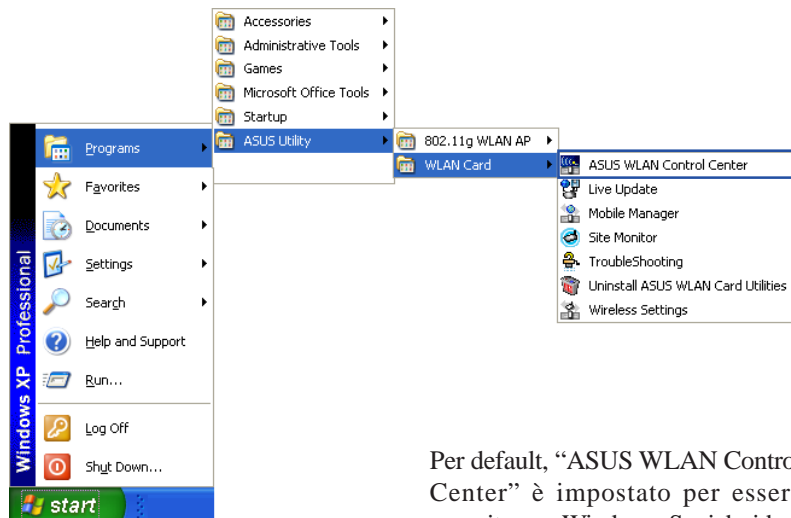 Accessories
Administrative Tools
Games
Microsoft Office Tools
Startup
ASUS Utility
802.11g WLAN AP
WLAN Card
ASUS WLAN Control Center
Live Update
Mobile Manager
Site Monitor
TroubleShooting
Uninstall ASUS WLAN Card Utilities
Wireless Settings
Programs
Favorites
Documents
Settings
Search
Help and Support
Run...
Log Off
Shut Down...
Windows XP Professional
start
Per default, “ASUS WLAN Contro
Center” è impostato per esser